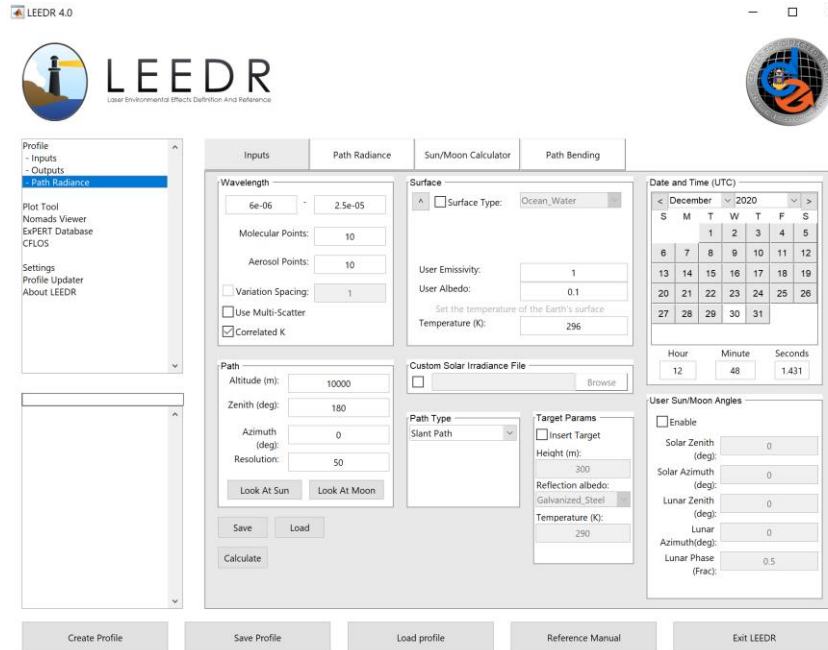 LEEDR 4.0
LEEDR
Laser Environmental Effects Definition And Reference
Profile
- Inputs
- Outputs
- Path Radiance
Plot Tool
Nomads Viewer
ExPERT Database
CFLOS
Settings
Profile Updater
About LEEDR
Inputs Path Radiance Sun/Moon Calculator Path Bending
Wavelength
6e-06 - 2.5e-05
Molecular Points: 10
Aerosol Points: 10
Variation Spacing: 1
Use Multi-Scatter
Correlated K
Surface
^ Surface Type: Ocean_Water
User Emissivity: 1
User Albedo: 0.1
Set the temperature of the Earth's surface
Temperature (K): 296
Date and Time (UTC)
< December 2020 >
S M T W T F S
1 2 3 4 5
6 7 8 9 10 11 12
13 14 15 16 17 18 19
20 21 22 23 24 25 26
27 28 29 30 31
Hour Minute Seconds
12 48 1.431
Path
Altitude (m): 10000
Zenith (deg): 180
Azimuth
(deg): 0
Resolution: 50
Look At Sun Look At Moon
Custom Solar Irradiance File
Browse
Path Type
Slant Path
Target Params
Insert Target
Height (m):
300
Reflection albedo:
Galvanized_Steel
Temperature (K):
290
User Sun/Moon Angles
Enable
Solar Zenith
(deg): 0
Solar Azimuth
(deg): 0
Lunar Zenith
(deg): 0
Lunar
Azimuth(deg): 0
Lunar Phase
(Frac): 0.5
Save Load
Calculate
Create Profile Save Profile Load profile Reference Manual Exit LEEDR